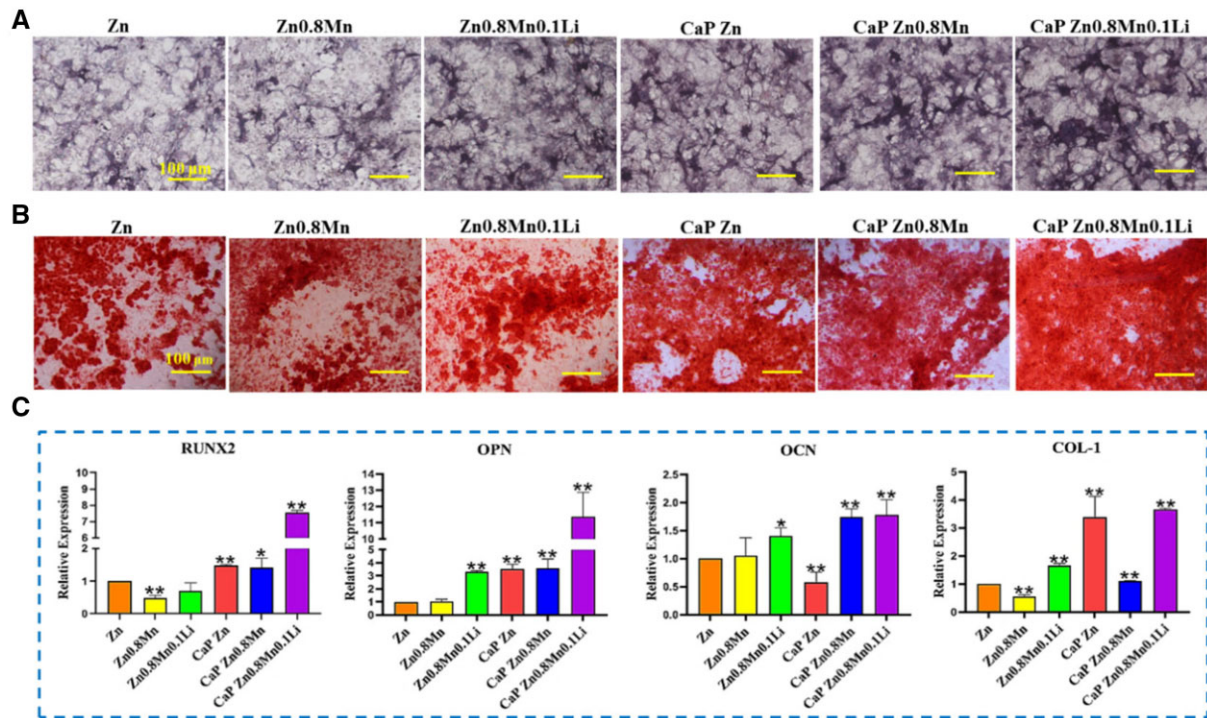 A
Zn Zn0.8Mn Zn0.8Mn0.1Li CaP Zn CaP Zn0.8Mn CaP Zn0.8Mn0.1Li
100 μm
B
Zn Zn0.8Mn Zn0.8Mn0.1Li CaP Zn CaP Zn0.8Mn CaP Zn0.8Mn0.1Li
100 μm
C
RUNX2
Relative Expression
10
9
8
7
6
2
1
0
**
**
*
**
Zn
Zn0.8Mn
Zn0.8Mn0.1Li
CaP Zn
CaP Zn0.8Mn
CaP Zn0.8Mn0.1Li
OPN
Relative Expression
14
13
12
11
10
5
4
3
2
1
0
**
**
**
**
Zn
Zn0.8Mn
Zn0.8Mn0.1Li
CaP Zn
CaP Zn0.8Mn
CaP Zn0.8Mn0.1Li
OCN
Relative Expression
2.5
2.0
1.5
1.0
0.5
0.0
*
**
**
**
Zn
Zn0.8Mn
Zn0.8Mn0.1Li
CaP Zn
CaP Zn0.8Mn
CaP Zn0.8Mn0.1Li
COL-1
Relative Expression
5
4
3
2
1
0
**
**
**
**
**
Zn
Zn0.8Mn
Zn0.8Mn0.1Li
CaP Zn
CaP Zn0.8Mn
CaP Zn0.8Mn0.1Li